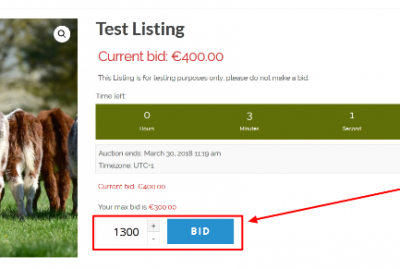 Test Listing
Current bid: €400.00
This Listing is for testing purposes only, please do not make a bid.
Time left:
0 3 1
Hours Minutes Second
Auction ends: March 30, 2018 11:19 am
Timezone: UTC+1
Current bid: €400.00
Your max bid is €300.00
1300 + - BID